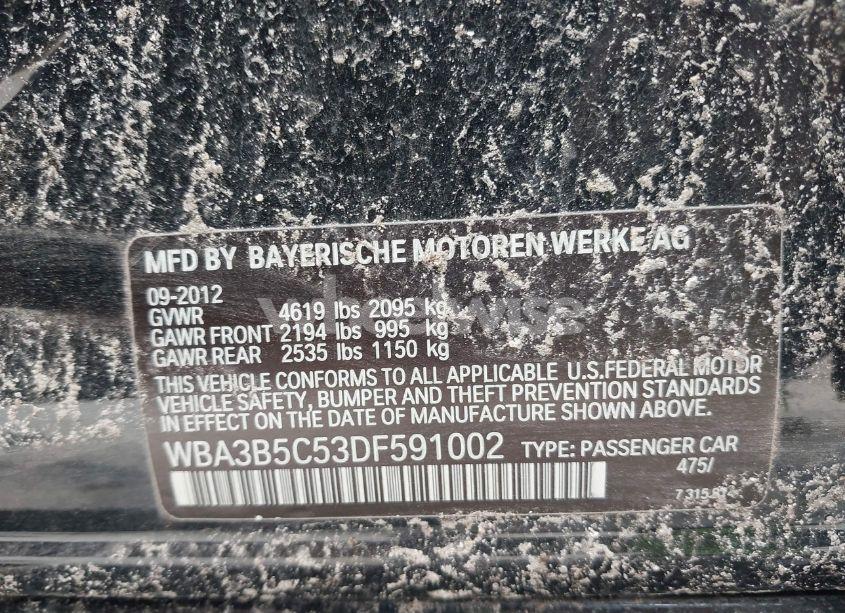 MFD BY BAYERISCHE MOTOREN WERKE AG
09-2012
GVWR 4619 lbs 2095 kg
GAWR FRONT 2194 lbs 995 kg
GAWR REAR 2535 lbs 1150 kg
THIS VEHICLE CONFORMS TO ALL APPLICABLE U.S.FEDERAL MOTOR
VEHICLE SAFETY, BUMPER AND THEFT PREVENTION STANDARDS
IN EFFECT ON THE DATE OF MANUFACTURE SHOWN ABOVE.
WBA3B5C53DF591002 TYPE: PASSENGER CAR
475/